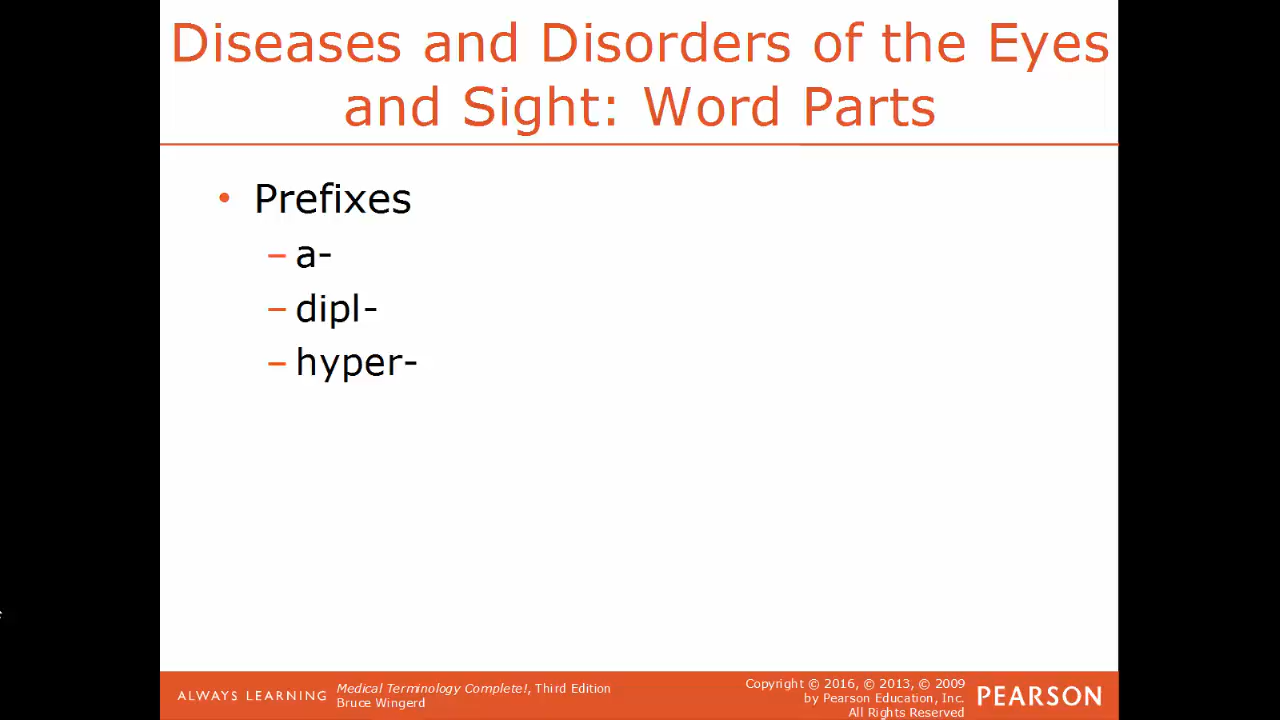 Diseases and Disorders of the Eyes
and Sight: Word Parts
• Prefixes
– a-
– dipl-
– hyper-
ALWAYS LEARNING
Medical Terminology Complete!, Third Edition
Bruce Wingerd
Copyright © 2016, © 2013, © 2009
by Pearson Education, Inc.
All Rights Reserved
PEARSON